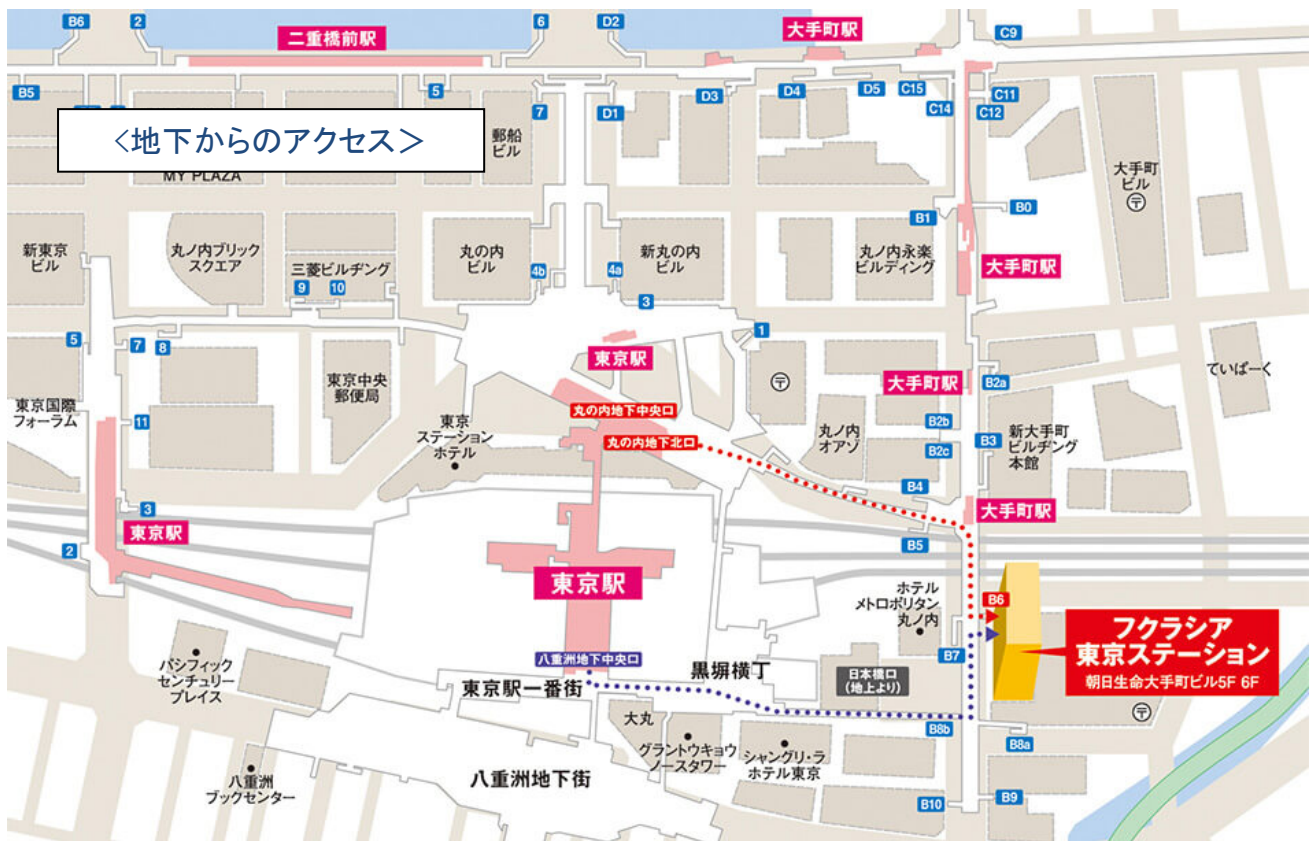 B6
2
二重橋前駅
6
D2
大手町駅
C9
B5
5
7
D1
D3
D4
D5
C15
C14
C11
C12
<地下からのアクセス>
MY PLAZA
郵船
ビル
大手町
ビル
〒
B1
B0
新東京
ビル
丸ノ内ブリック
スクエア
三菱ビルヂング
9
10
丸の内
ビル
4b
4a
新丸の内
ビル
3
丸ノ内永楽
ビルディング
大手町駅
5
7
8
1
東京駅
〒
東京中央
郵便局
大手町駅
B2a
ていぱーく
東京国際
フォーラム
11
東京
ステーション
ホテル
丸の内地下中央口
丸の内地下北口
丸ノ内
オアゾ
B2b
B2c
B3
新大手町
ビルヂング
本館
3
東京駅
2
B4
大手町駅
B5
東京駅
ホテル
メトロポリタン
丸ノ内
B6
B7
フクラシア
東京ステーション
朝日生命大手町ビル5F 6F
パシフィック
センチュリー
プレイス
八重洲地下中央口
東京駅一番街
黒塀横丁
日本橋口
(地上より)
〒
大丸
グラントウキョウ
ノースタワー
シャングリ・ラ
ホテル東京
B8b
B8a
八重洲
ブックセンター
八重洲地下街
B10
B9